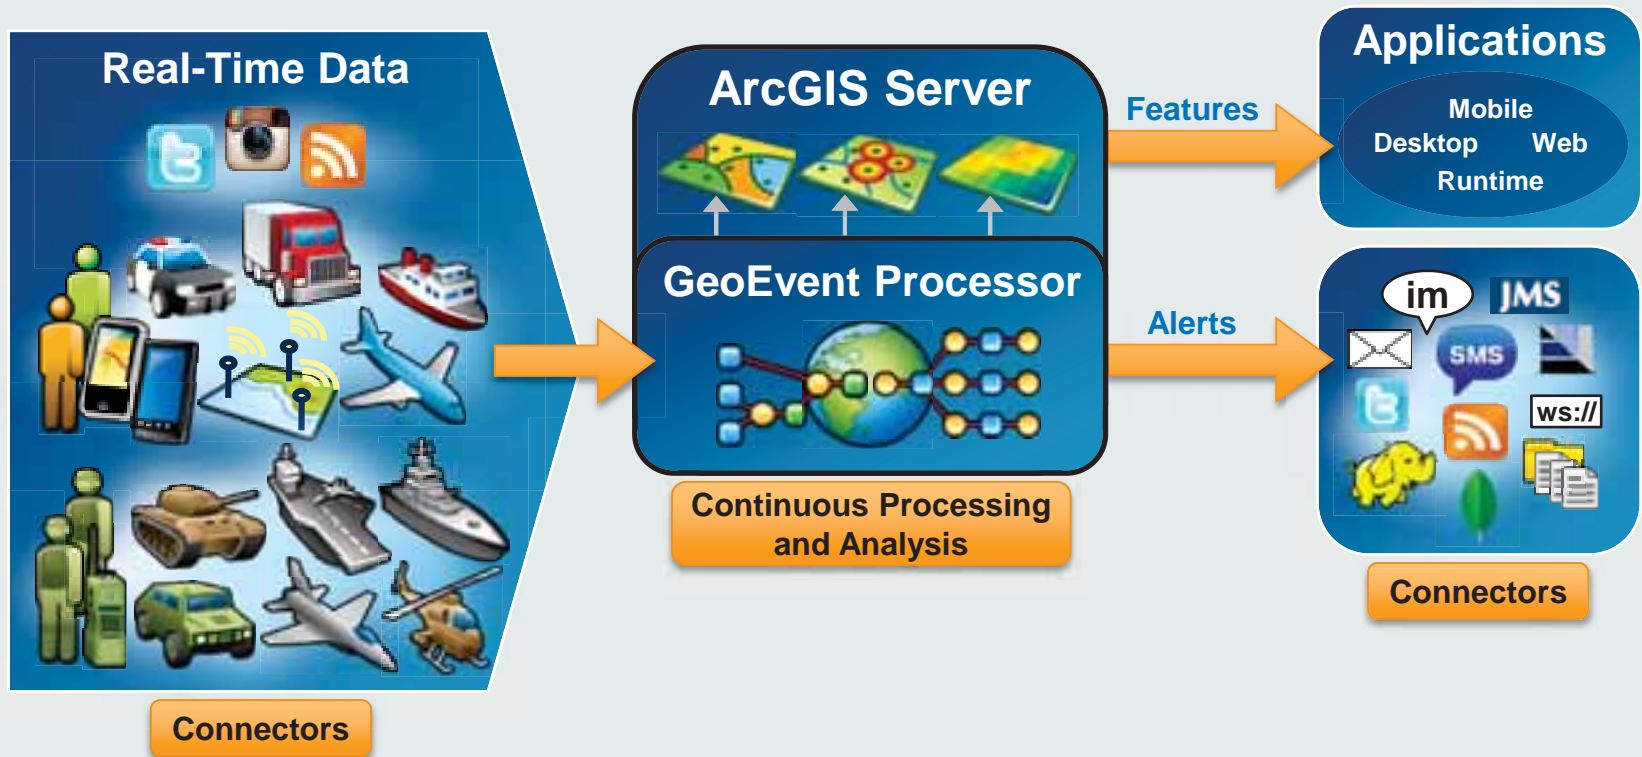 Real-Time Data
Connectors
ArcGIS Server
GeoEvent Processor
Continuous Processing
and Analysis
Features
Alerts
Applications
Mobile
Desktop Web
Runtime
im
JMS
SMS
ws://
Connectors